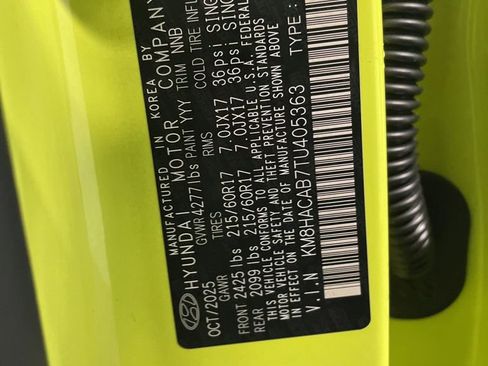 MANUFACTURED IN KOREA BY
HYUNDAI MOTOR COMPANY
OCT/2025 GVWR 4277 lbs PAINT YYY TRIM NNB
GAWR TIRES RIMS COLD TIRE INFL
FRONT 2425 lbs 215/60R17 7.0JX17 36psi SING
REAR 2099 lbs 215/60R17 7.0JX17 36psi SING
THIS VEHICLE CONFORMS TO ALL APPLICABLE U.S.A. FEDERAL
MOTOR VEHICLE SAFETY AND THEFT PREVENTION STANDARDS
IN EFFECT ON THE DATE OF MANUFACTURE SHOWN ABOVE
V.I.N KM8HACAB7TU405363 TYPE :